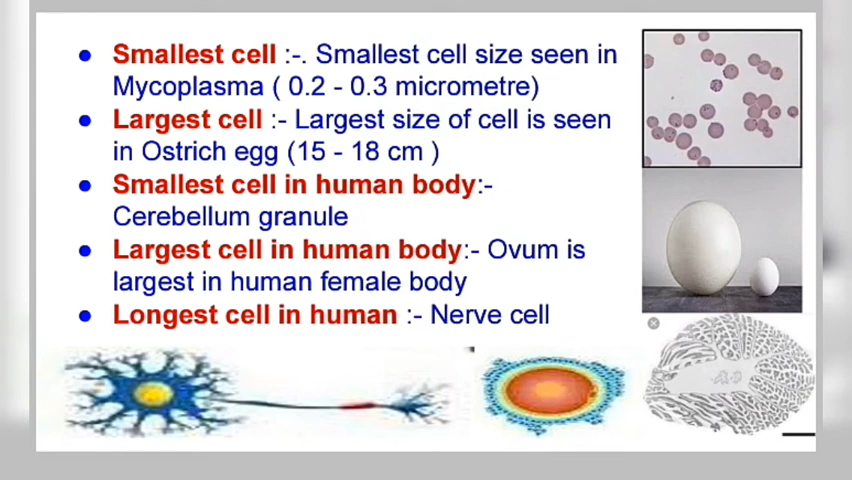 ● Smallest cell :-. Smallest cell size seen in
Mycoplasma ( 0.2 - 0.3 micrometre)
● Largest cell :- Largest size of cell is seen
in Ostrich egg (15 - 18 cm )
● Smallest cell in human body:-
Cerebellum granule
● Largest cell in human body:- Ovum is
largest in human female body
● Longest cell in human :- Nerve cell